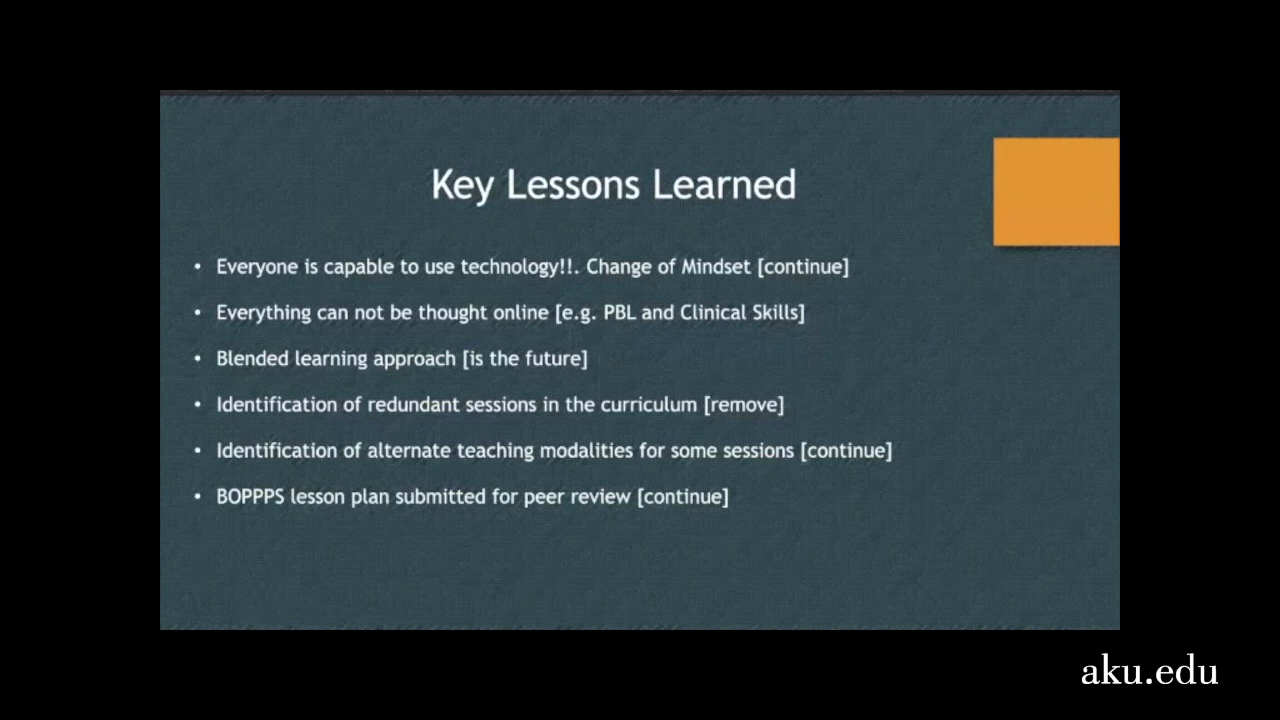 Key Lessons Learned
• Everyone is capable to use technology!!. Change of Mindset [continue]
• Everything can not be thought online [e.g. PBL and Clinical Skills]
• Blended learning approach [is the future]
• Identification of redundant sessions in the curriculum [remove]
• Identification of alternate teaching modalities for some sessions [continue]
• BOPPPS lesson plan submitted for peer review [continue]
aku.edu